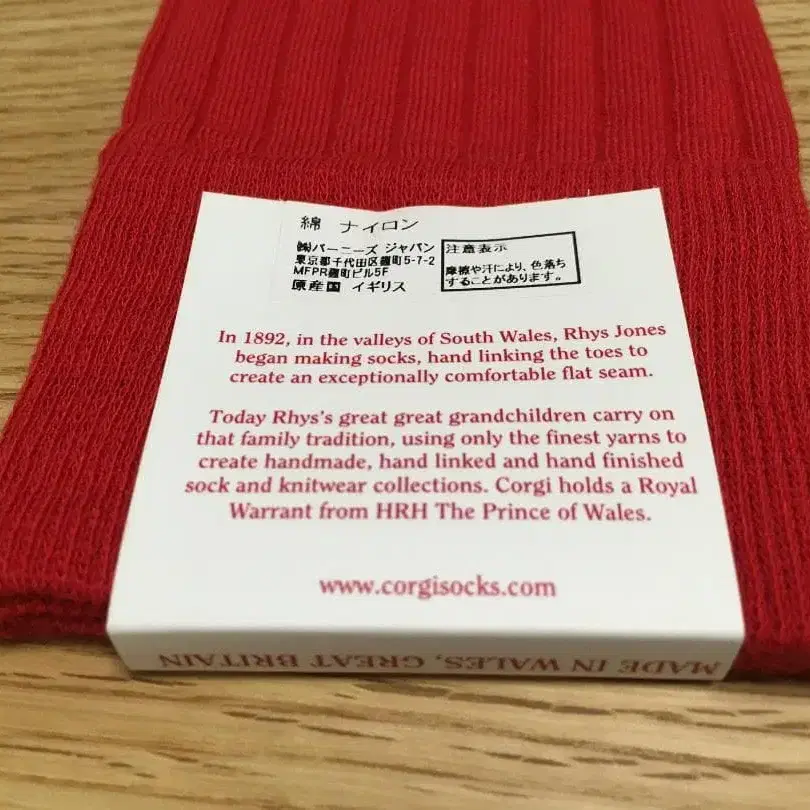 綿 ナイロン
㈱バーニーズ ジャパン
東京都千代田区麹町5-7-2
MFPR麹町ビル5F
原産国 イギリス
注意表示
摩擦や汗により、色落ち
することがあります。
In 1892, in the valleys of South Wales, Rhys Jones
began making socks, hand linking the toes to
create an exceptionally comfortable flat seam.
Today Rhys's great great grandchildren carry on
that family tradition, using only the finest yarns to
create handmade, hand linked and hand finished
sock and knitwear collections. Corgi holds a Royal
Warrant from HRH The Prince of Wales.
www.corgisocks.com
MADE IN WALES, GREAT BRITAIN